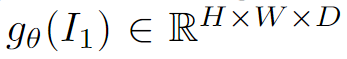 g_θ(I_1) ∈ ℝ^{H×W×D}